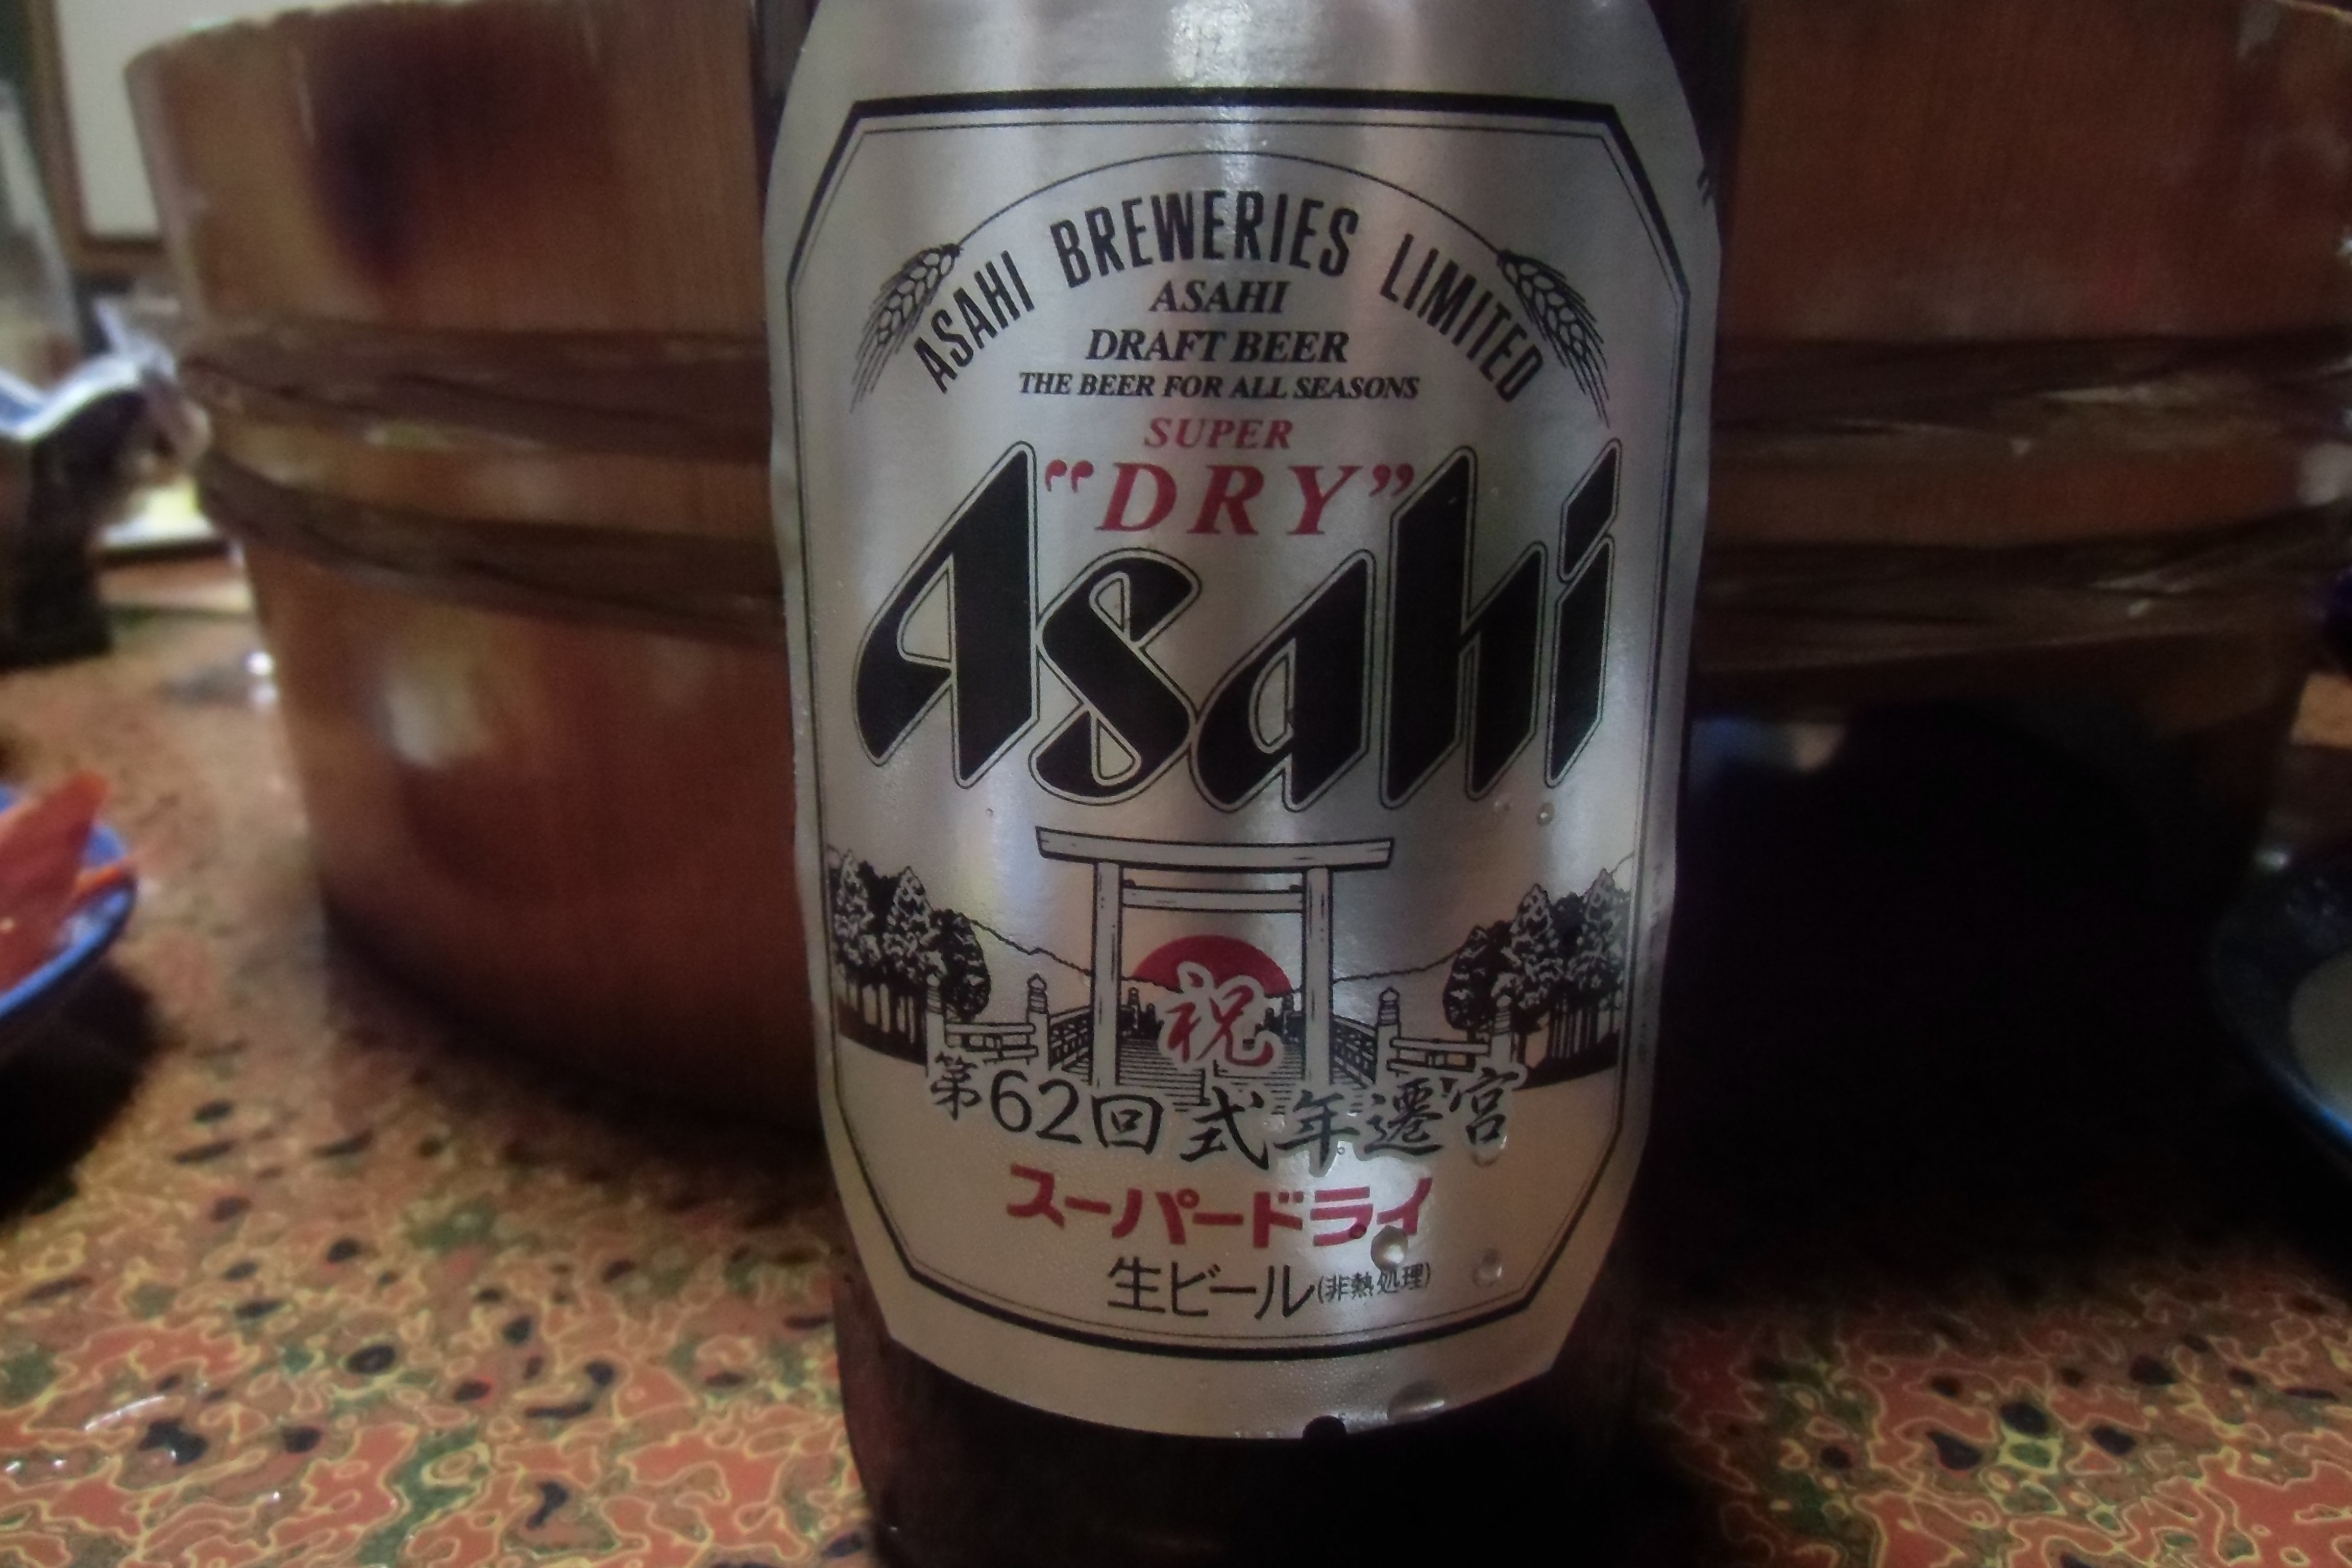 ASAHI BREWERIES LIMITED
ASAHI
DRAFT BEER
THE BEER FOR ALL SEASONS
SUPER
“DRY”
Asahi
祝
第62回 式年遷宮
スーパードライ
生ビール(非熱処理)